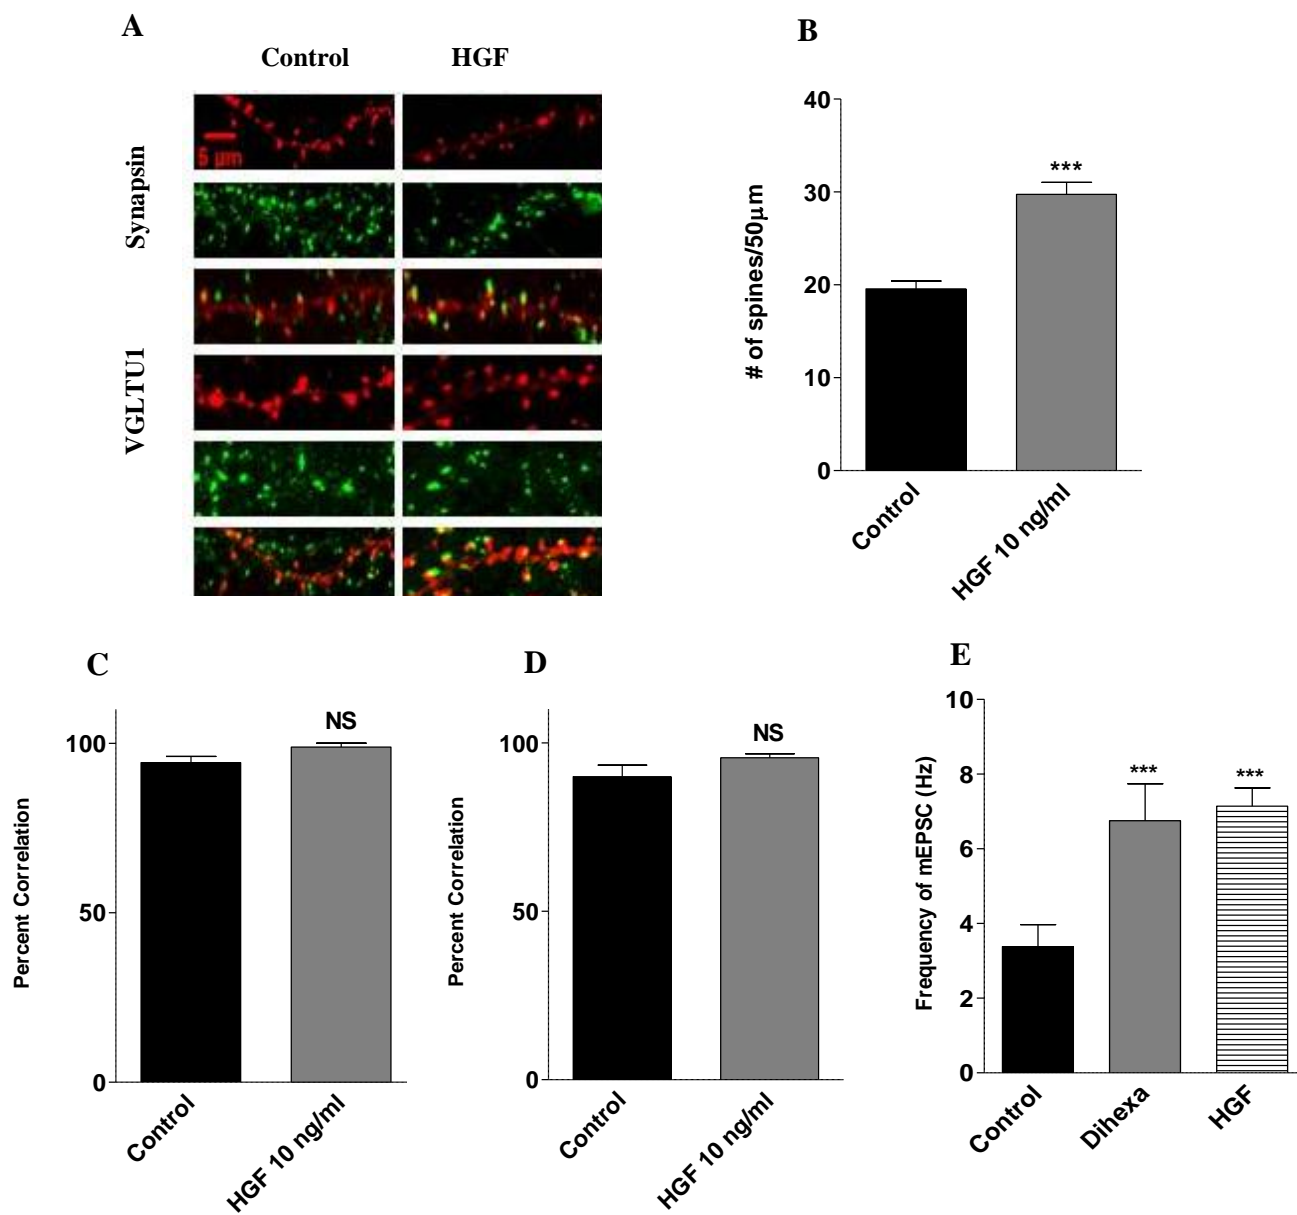 A
Control
HGF
5 μm
Synapsin
VGLTU1
B
# of spines/50μm
40
30
20
10
0
***
Control
HGF 10 ng/ml
C
Percent Correlation
100
50
0
NS
Control
HGF 10 ng/ml
D
Percent Correlation
100
50
0
NS
Control
HGF 10 ng/ml
E
Frequency of mEPSC (Hz)
10
8
6
4
2
0
***
***
Control
Dihexa
HGF